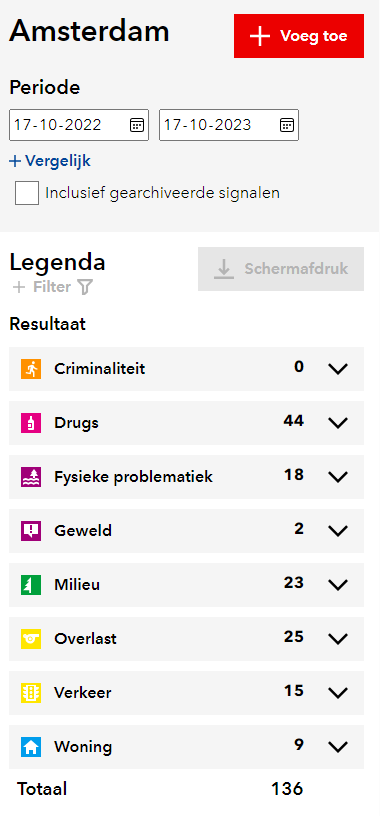 Amsterdam
Voeg toe
Periode
17-10-2022 17-10-2023
+ Vergelijk
Inclusief gearchiveerde signalen
Legenda
+ Filter
Schermafdruk
Resultaat
Criminaliteit 0
Drugs 44
Fysieke problematiek 18
Geweld 2
Milieu 23
Overlast 25
Verkeer 15
Woning 9
Totaal 136